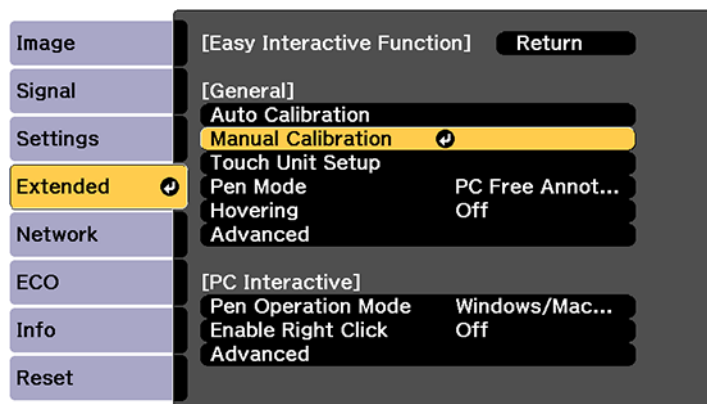 Image
Signal
Settings
Extended
Network
ECO
Info
Reset
[Easy Interactive Function] Return
[General]
Auto Calibration
Manual Calibration
Touch Unit Setup
Pen Mode PC Free Annot...
Hovering Off
Advanced
[PC Interactive]
Pen Operation Mode Windows/Mac...
Enable Right Click Off
Advanced